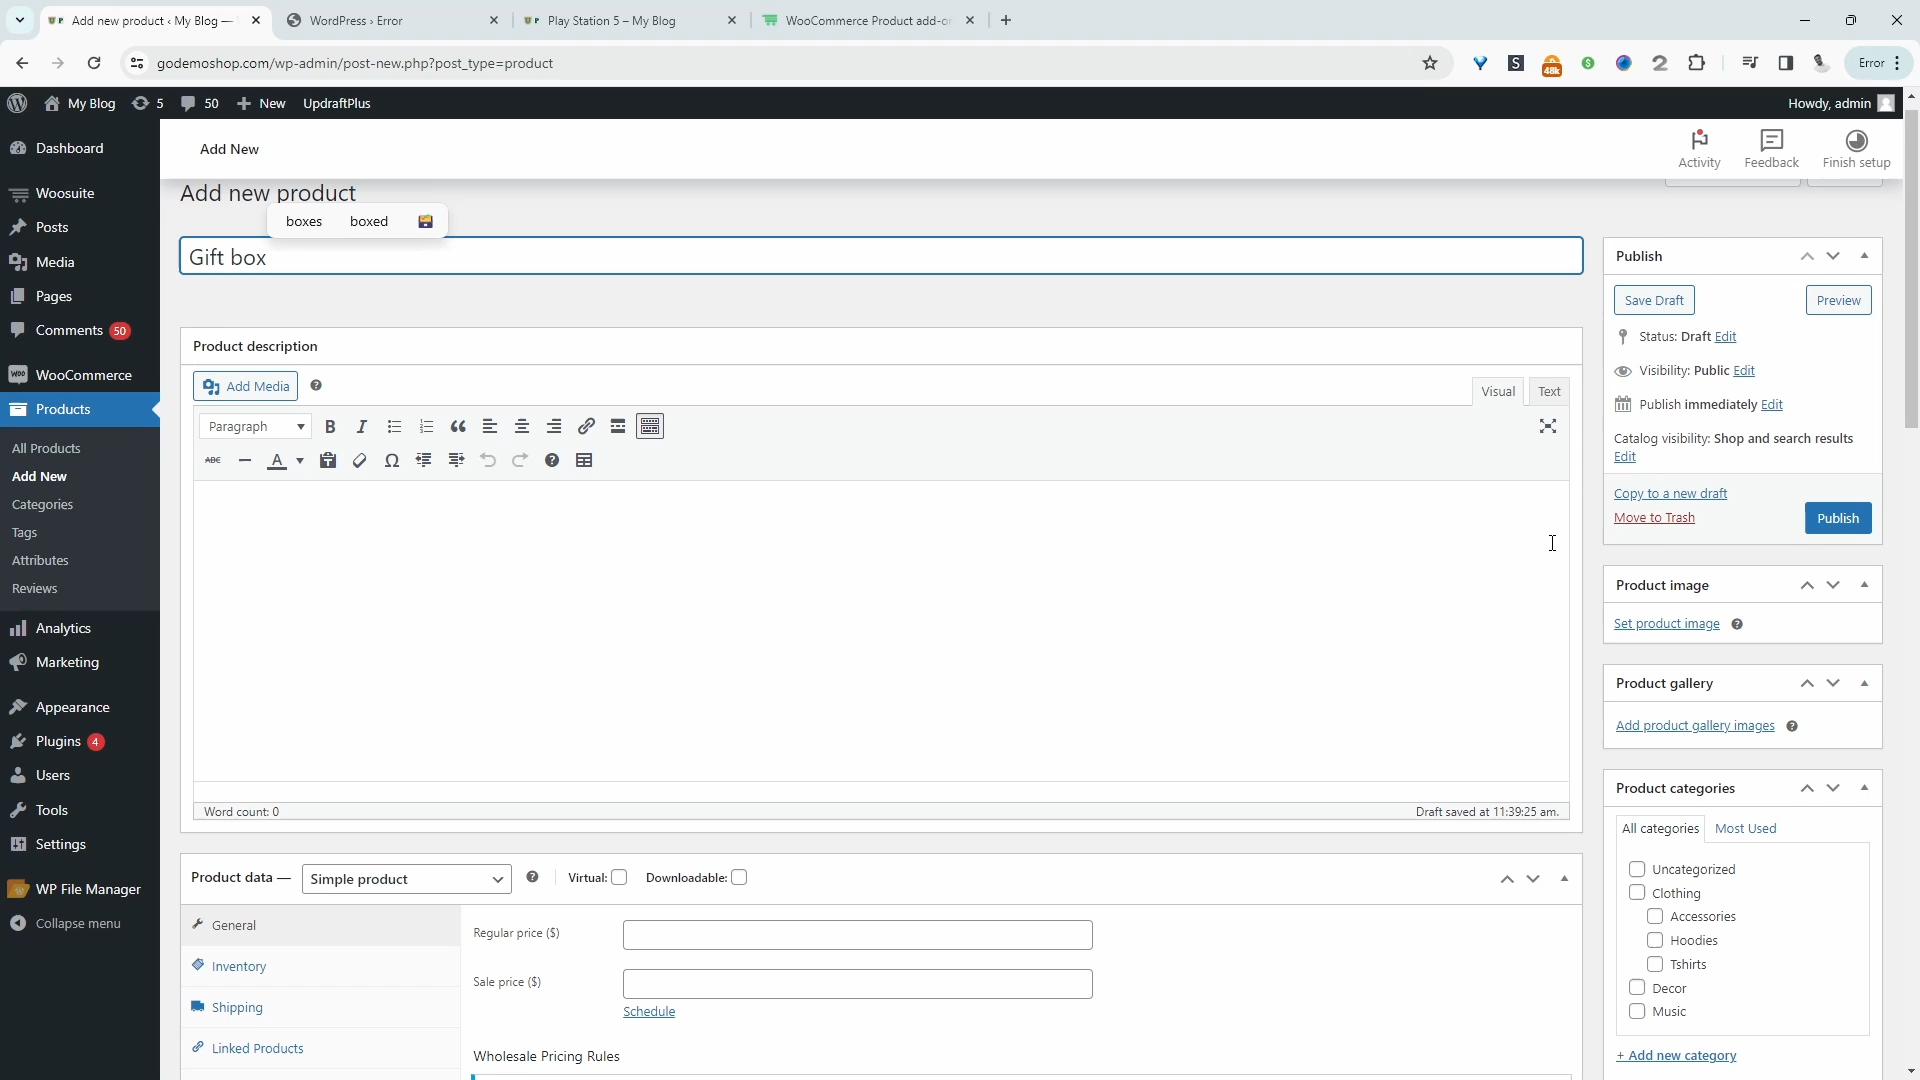 Add new product ‹ My Blog —
WordPress › Error
Play Station 5 – My Blog
WooCommerce Product add-o
godemoshop.com/wp-admin/post-new.php?post_type=product
48k
Error
My Blog
5
50
New
UpdraftPlus
Howdy, admin
Dashboard
Woosuite
Posts
Media
Pages
Comments 50
WooCommerce
Products
All Products
Add New
Categories
Tags
Attributes
Reviews
Analytics
Marketing
Appearance
Plugins 4
Users
Tools
Settings
WP File Manager
Collapse menu
Add New
Activity
Feedback
Finish setup
Add new product
boxes boxed
Gift box
Product description
Add Media
Visual
Text
Paragraph
Word count: 0
Draft saved at 11:39:25 am.
Product data —
Simple product
Virtual:
Downloadable:
General
Inventory
Shipping
Linked Products
Regular price ($)
Sale price ($)
Schedule
Wholesale Pricing Rules
Publish
Save Draft
Preview
Status: Draft Edit
Visibility: Public Edit
Publish immediately Edit
Catalog visibility: Shop and search results
Edit
Copy to a new draft
Move to Trash
Publish
Product image
Set product image
Product gallery
Add product gallery images
Product categories
All categories
Most Used
Uncategorized
Clothing
Accessories
Hoodies
Tshirts
Decor
Music
+ Add new category